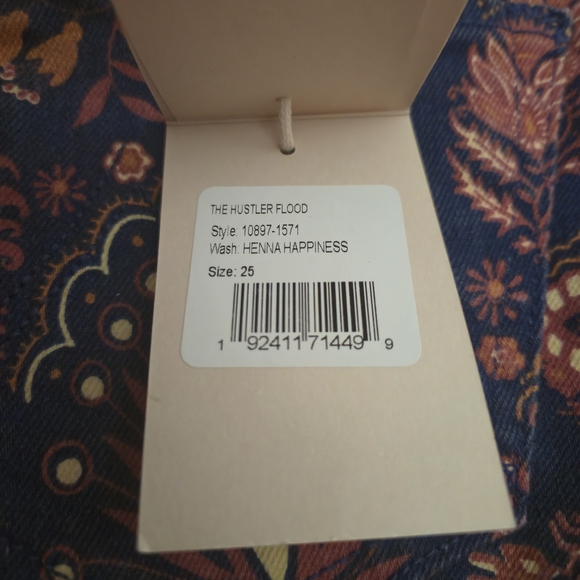 THE HUSTLER FLOOD
Style: 10897-1571
Wash: HENNA HAPPINESS
Size: 25
1 92411 71449 9